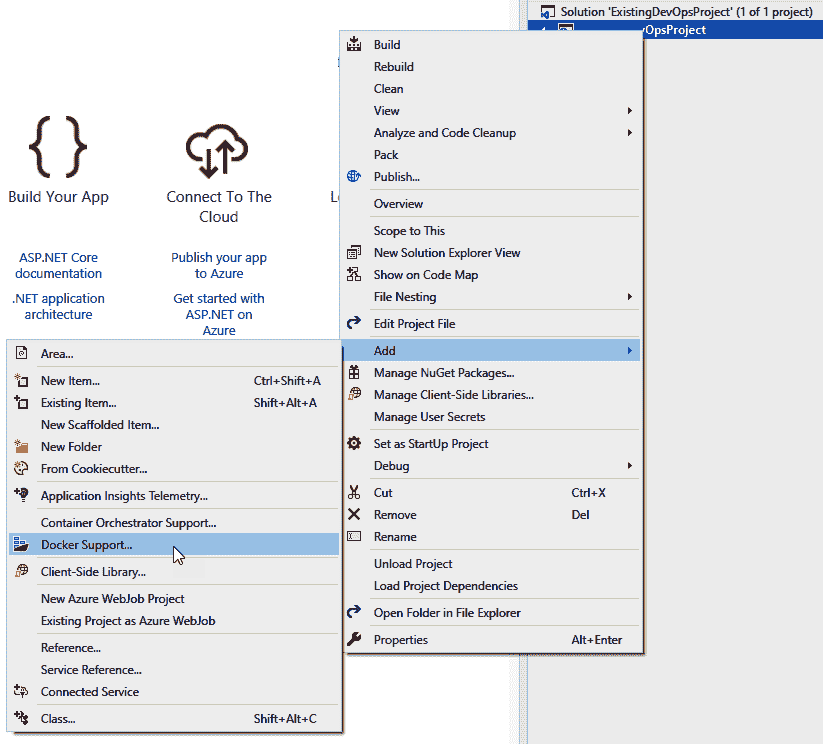 Solution 'ExistingDevOpsProject' (1 of 1 project)
OpsProject
Build Your App
ASP.NET Core
documentation
.NET application
architecture
Connect To The
Cloud
Publish your app
to Azure
Get started with
ASP.NET on
Azure
Build
Rebuild
Clean
View
Analyze and Code Cleanup
Pack
Publish...
Overview
Scope to This
New Solution Explorer View
Show on Code Map
File Nesting
Edit Project File
Add
Manage NuGet Packages...
Manage Client-Side Libraries...
Manage User Secrets
Set as StartUp Project
Debug
Cut Ctrl+X
Remove Del
Rename
Unload Project
Load Project Dependencies
Open Folder in File Explorer
Properties Alt+Enter
Area...
New Item... Ctrl+Shift+A
Existing Item... Shift+Alt+A
New Scaffolded Item...
New Folder
From Cookiecutter...
Application Insights Telemetry...
Container Orchestrator Support...
Docker Support...
Client-Side Library...
New Azure WebJob Project
Existing Project as Azure WebJob
Reference...
Service Reference...
Connected Service
Class... Shift+Alt+C